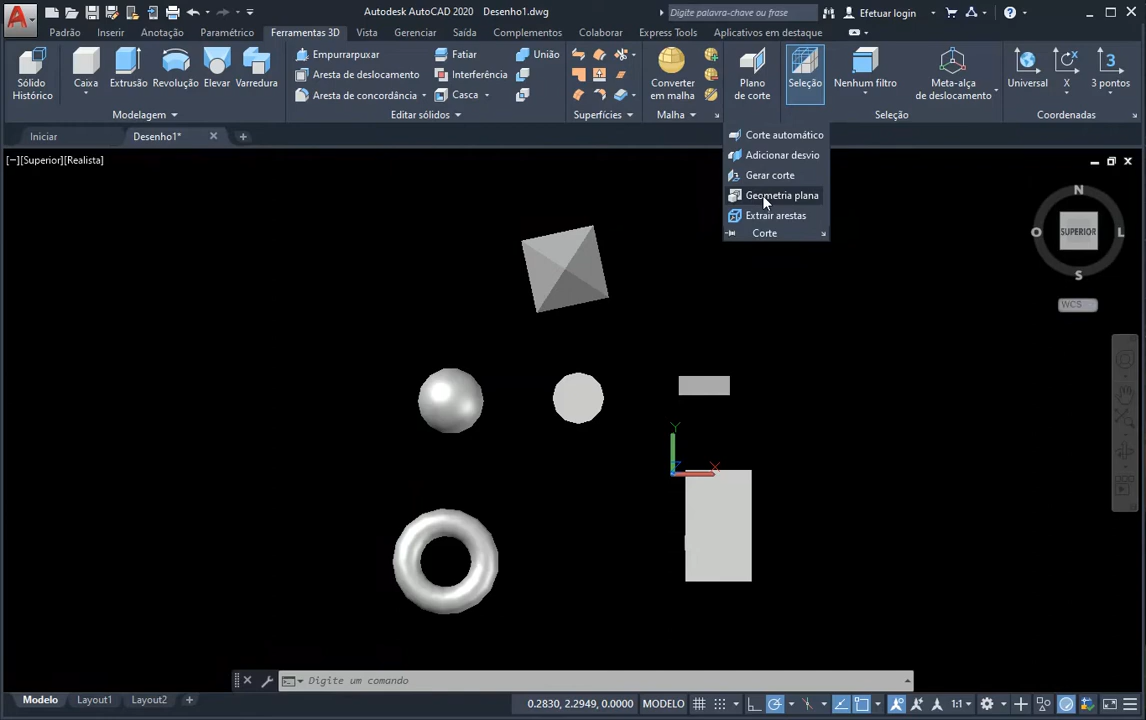 Autodesk AutoCAD 2020 Desenho1.dwg
Digite palavra-chave ou frase
Efetuar login
Padrão Inserir Anotação Paramétrico Ferramentas 3D Vista Gerenciar Saída Complementos Colaborar Express Tools Aplicativos em destaque
Sólido Histórico
Caixa
Extrusão
Revolução
Elevar
Varredura
Modelagem
Empurrarpuxar
Aresta de deslocamento
Aresta de concordância
Fatiar
Interferência
Casca
União
Editar sólidos
Superfícies
Converter em malha
Malha
Plano de corte
Seleção
Nenhum filtro
Meta-alça de deslocamento
Seleção
Universal
X
3
3 pontos
Coordenadas
Iniciar
Desenho1*
Corte automático
Adicionar desvio
Gerar corte
Geometria plana
Extrair arestas
Corte
[−][Superior][Realista]
N
O
SUPERIOR
L
S
WCS
Y
Z
X
Digite um comando
Modelo Layout1 Layout2
0.2830, 2.2949, 0.0000 MODELO
1:1